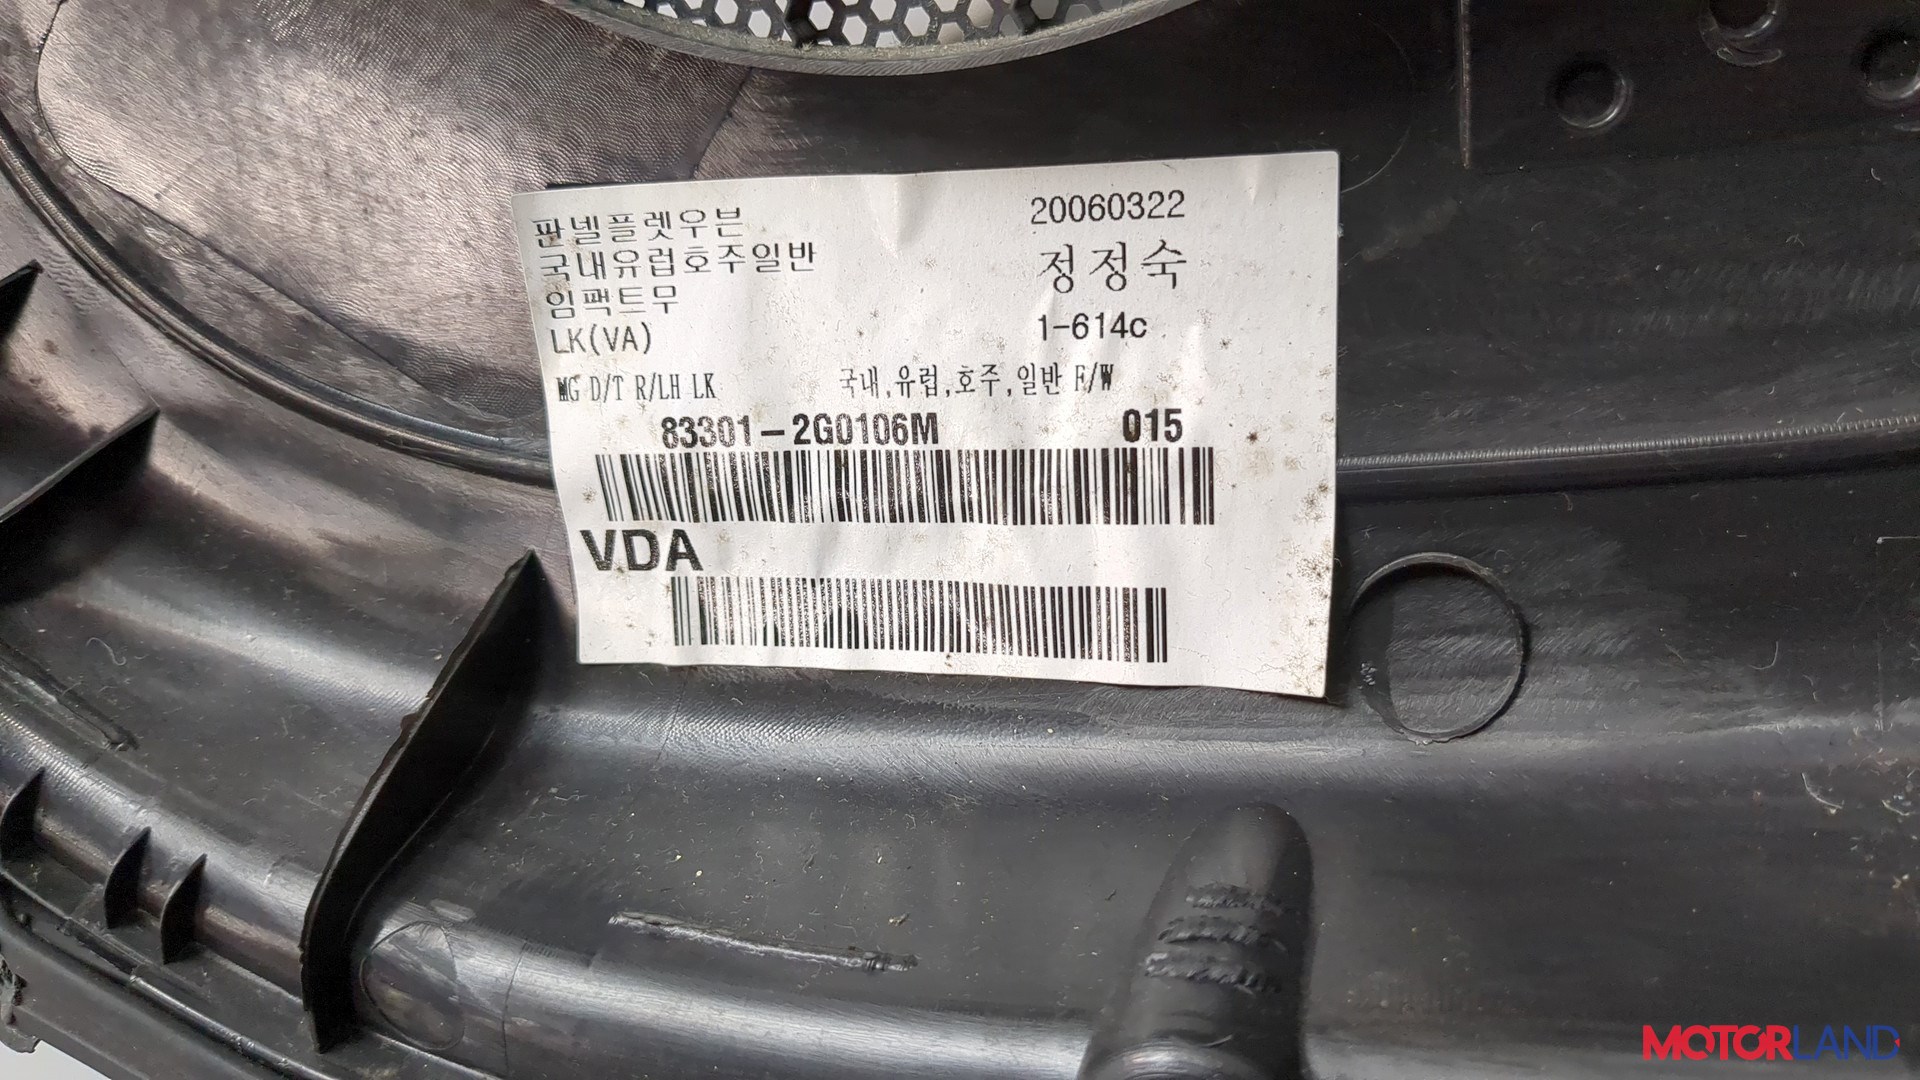 판넬플렛우븐
20060322
국내유럽호주일반
정정숙
임팩트무
LK(VA)
1-614c
MG D/T R/LH LK
국내,유럽,호주,일반 F/W
83301-2G0106M
015
VDA
MOTORLAND